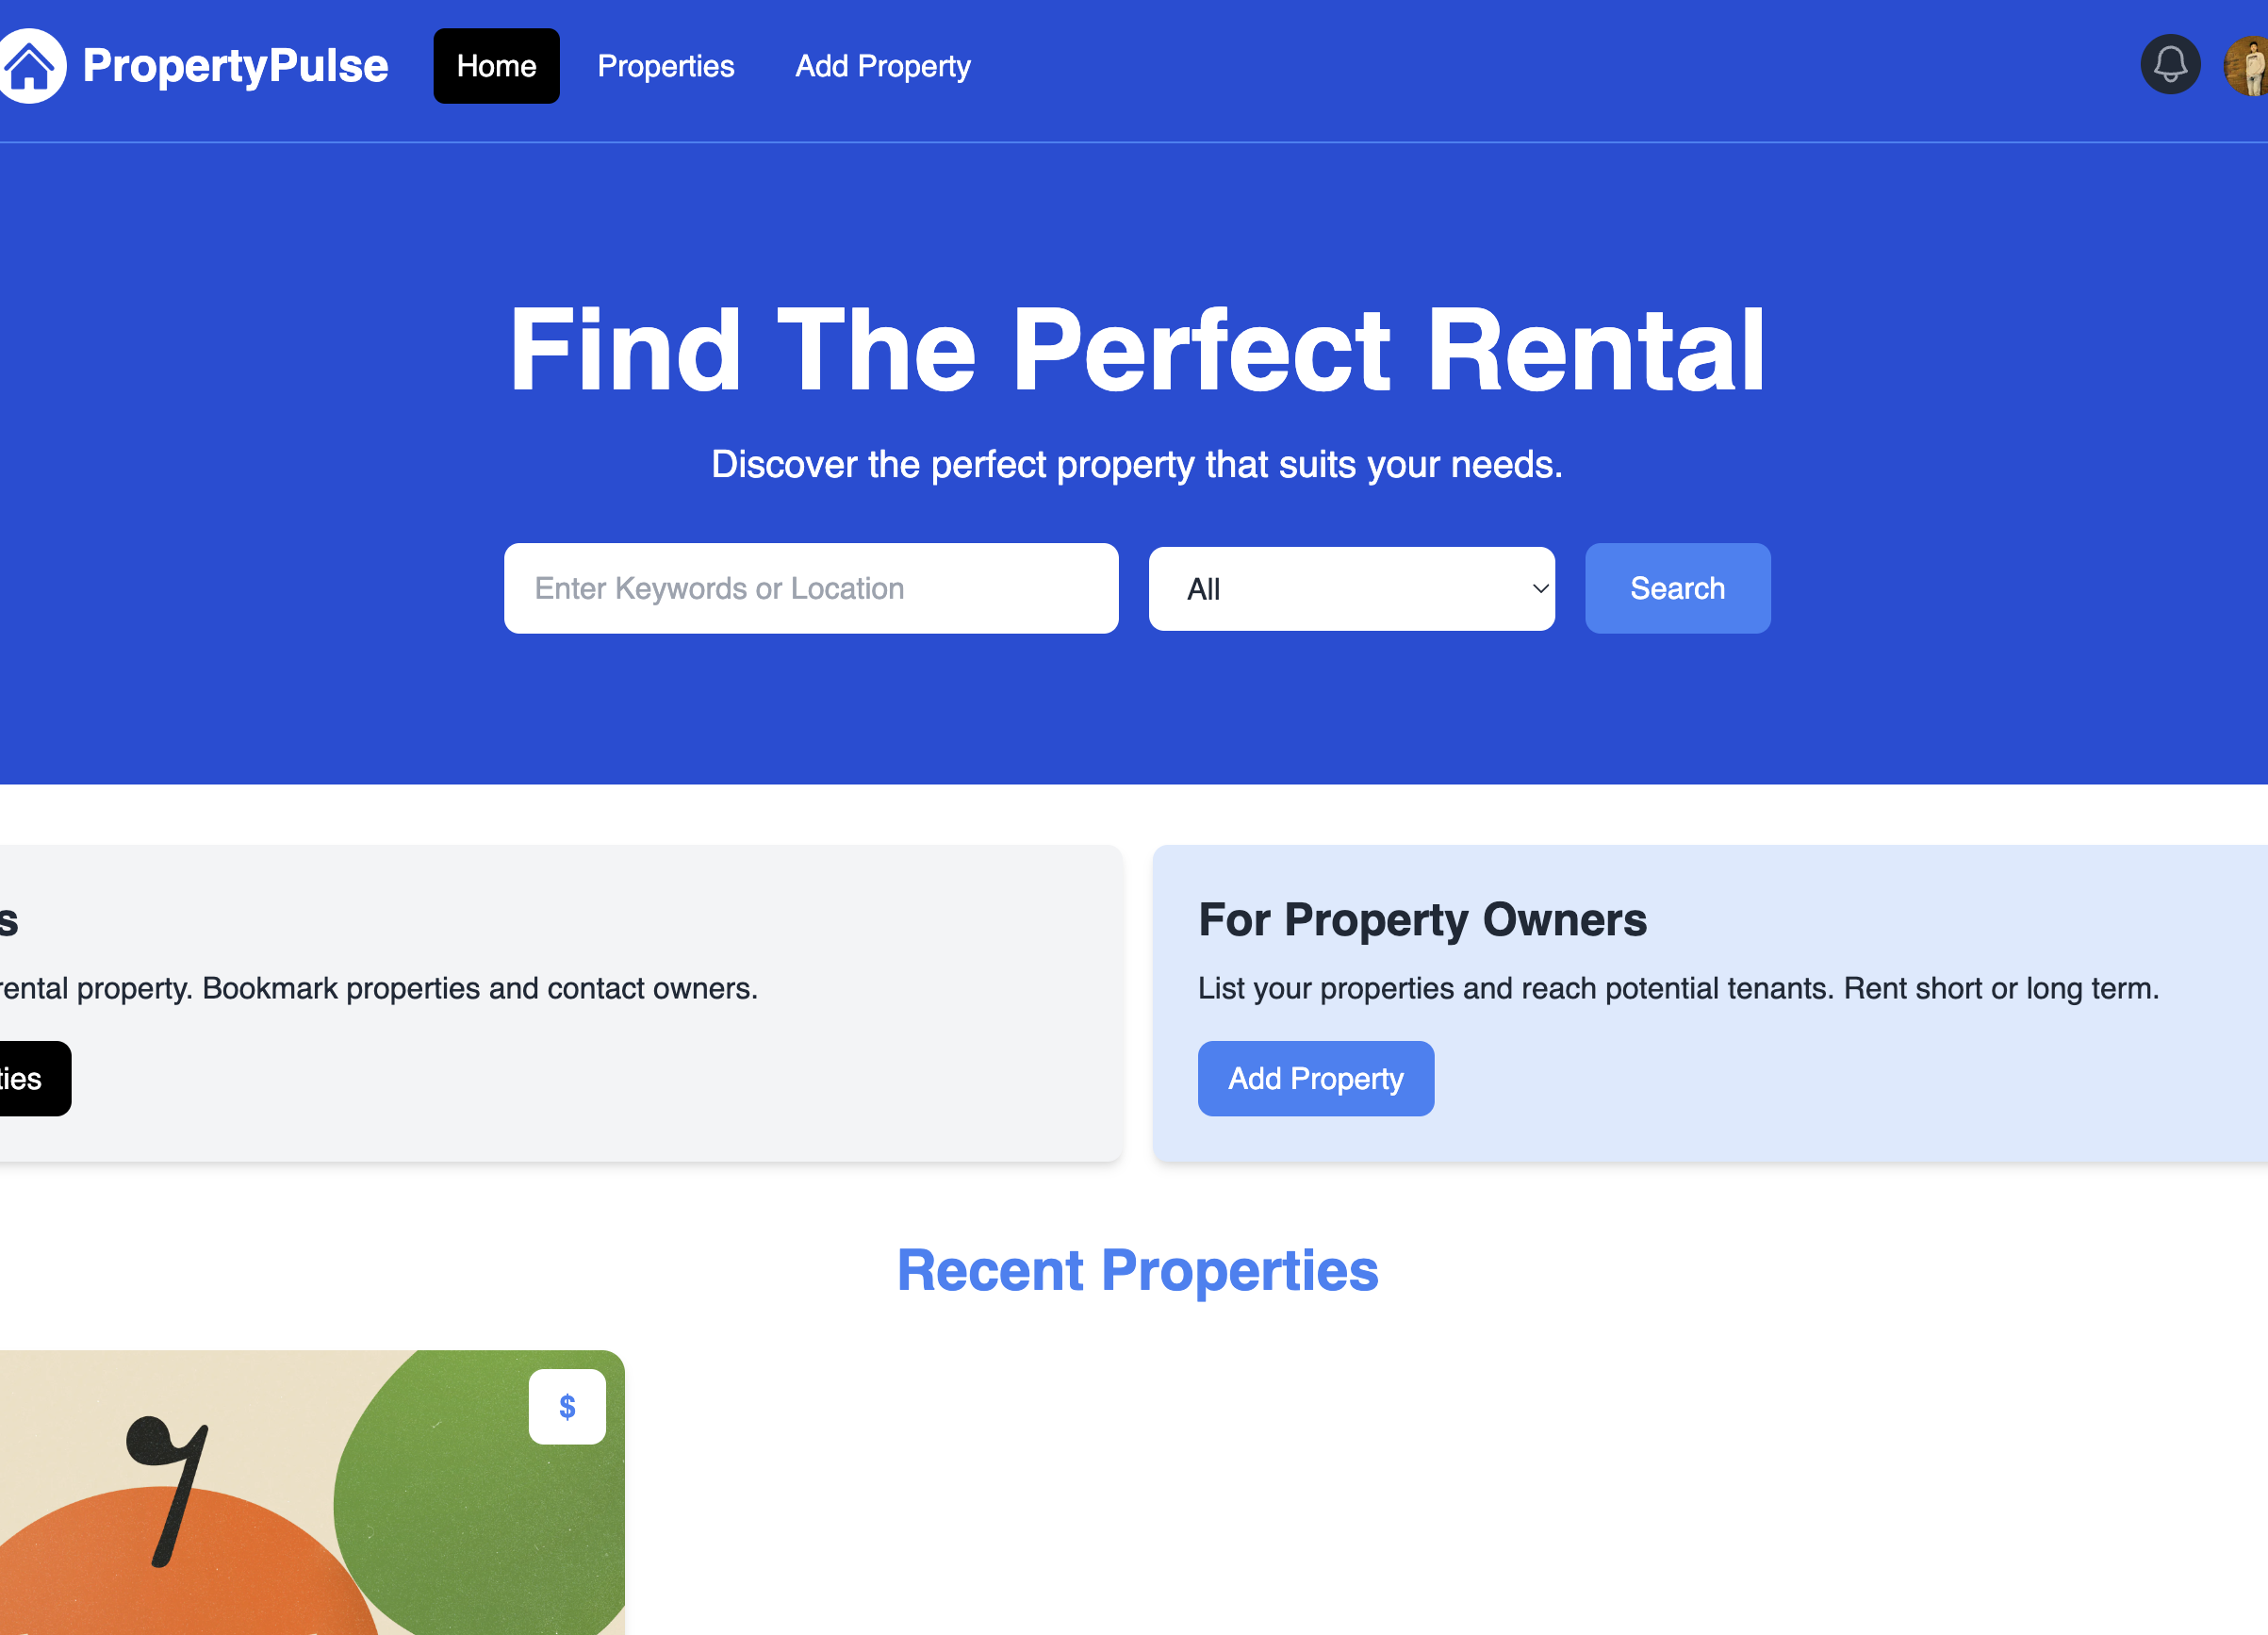 PropertyPulse
Home
Properties
Add Property
Find The Perfect Rental
Discover the perfect property that suits your needs.
Enter Keywords or Location
All
Search
s
rental property. Bookmark properties and contact owners.
ties
For Property Owners
List your properties and reach potential tenants. Rent short or long term.
Add Property
Recent Properties
$